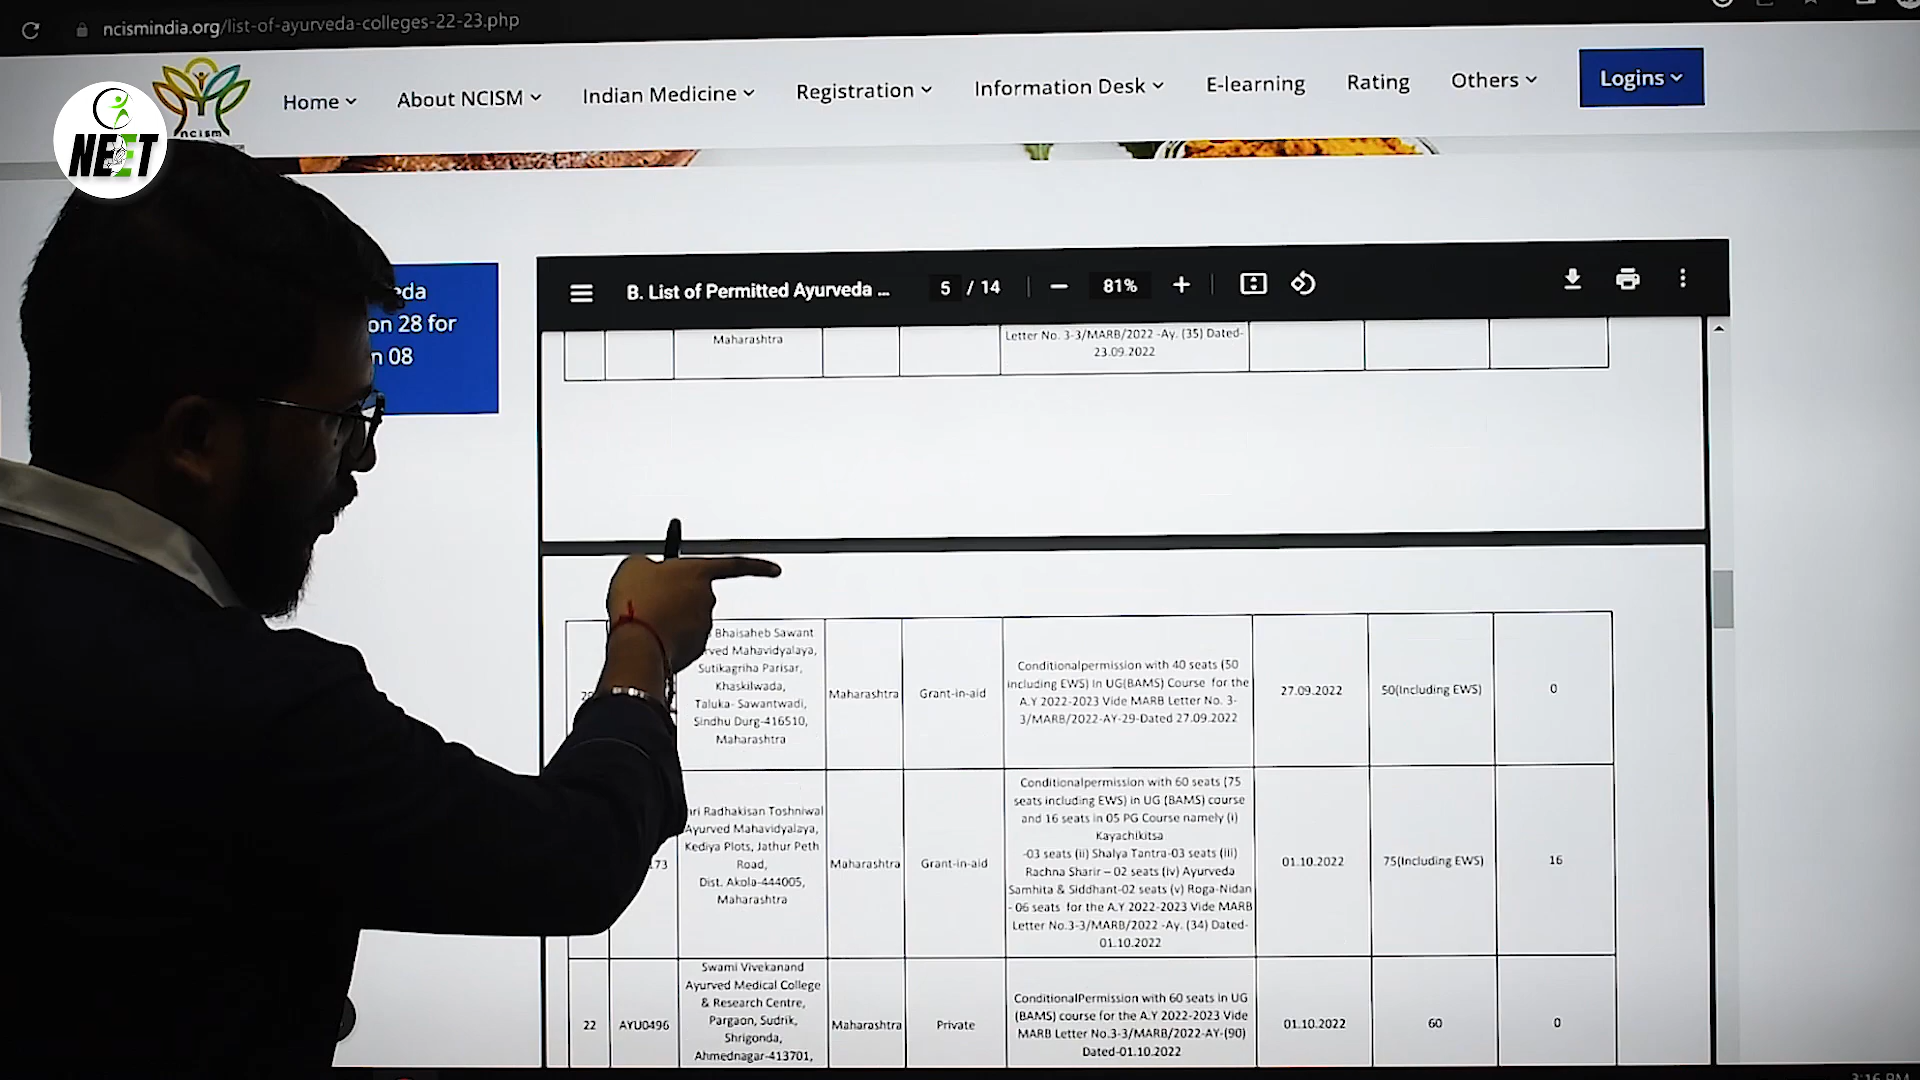 ncismindia.org/list-of-ayurveda-colleges-22-23.php
ncism
Home About NCISM Indian Medicine Registration Information Desk E-learning Rating Others Logins
NEET
eda
on 28 for
n 08
B. List of Permitted Ayurveda ... 5 / 14 81%
Maharashtra
Letter No. 3-3/MARB/2022 -Ay. (35) Dated-
23.09.2022
Bhaisaheb Sawant
rved Mahavidyalaya,
Sutikagriha Parisar,
Khaskilwada,
Taluka- Sawantwadi,
Sindhu Durg-416510,
Maharashtra
Maharashtra
Grant-in-aid
Conditionalpermission with 40 seats (50
including EWS) in UG(BAMS) Course for the
A.Y 2022-2023 Vide MARB Letter No. 3-
3/MARB/2022-AY-29-Dated 27.09.2022
27.09.2022
50(Including EWS)
0
.73
ri Radhakisan Toshniwal
Ayurved Mahavidyalaya,
Kediya Plots, Jathur Peth
Road,
Dist. Akola-444005,
Maharashtra
Maharashtra
Grant-in-aid
Conditionalpermission with 60 seats (75
seats including EWS) in UG (BAMS) course
and 16 seats in 05 PG Course namely (i)
Kayachikitsa
-03 seats (ii) Shalya Tantra-03 seats (iii)
Rachna Sharir – 02 seats (iv) Ayurveda
Samhita & Siddhant-02 seats (v) Roga-Nidan
- 06 seats for the A.Y 2022-2023 Vide MARB
Letter No.3-3/MARB/2022 -Ay. (34) Dated-
01.10.2022
01.10.2022
75(Including EWS)
16
22
AYU0496
Swami Vivekanand
Ayurved Medical College
& Research Centre,
Pargaon, Sudrik,
Shrigonda,
Ahmednagar-413701,
Maharashtra
Private
ConditionalPermission with 60 seats in UG
(BAMS) course for the A.Y 2022-2023 Vide
MARB Letter No.3-3/MARB/2022-AY-(90)
Dated-01.10.2022
01.10.2022
60
0
3:16 PM